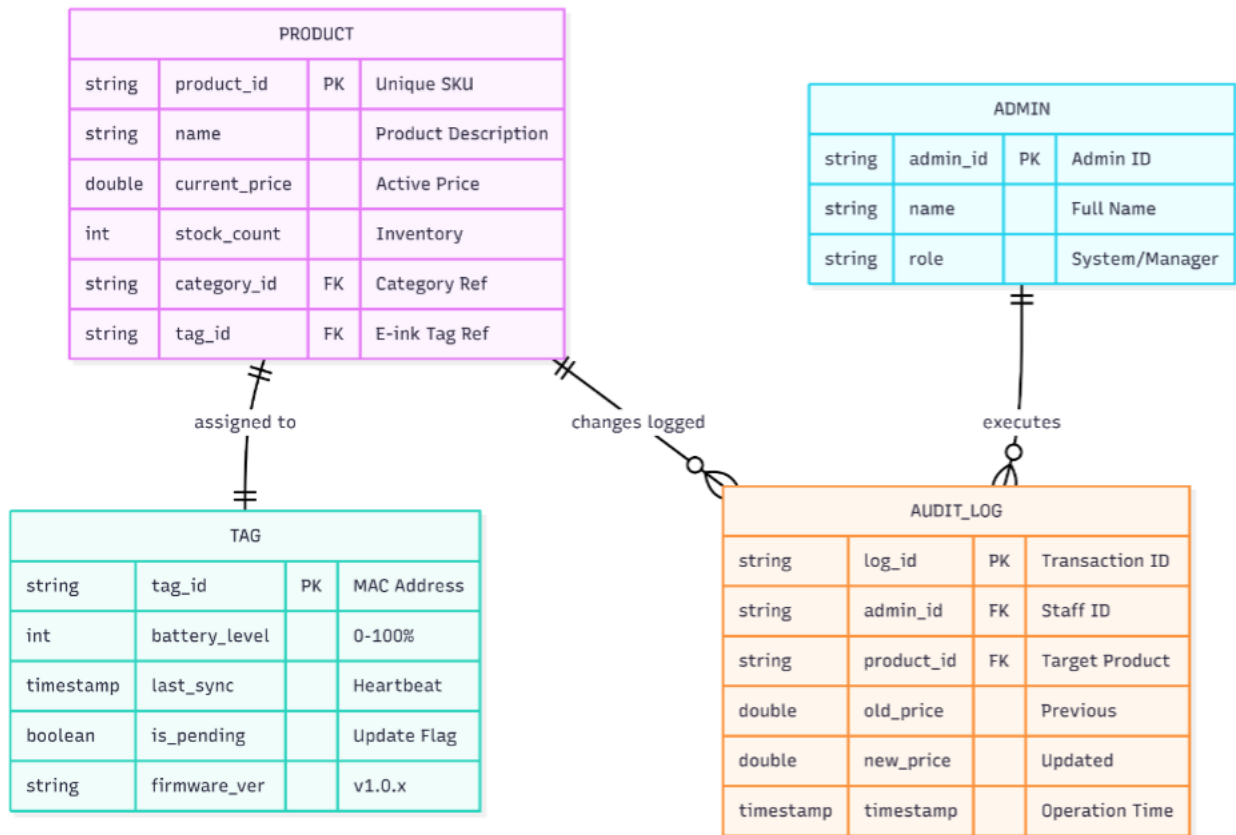 PRODUCT
string product_id PK Unique SKU
string name Product Description
double current_price Active Price
int stock_count Inventory
string category_id FK Category Ref
string tag_id FK E-ink Tag Ref
ADMIN
string admin_id PK Admin ID
string name Full Name
string role System/Manager
assigned to
changes logged
executes
TAG
string tag_id PK MAC Address
int battery_level 0-100%
timestamp last_sync Heartbeat
boolean is_pending Update Flag
string firmware_ver v1.0.x
AUDIT_LOG
string log_id PK Transaction ID
string admin_id FK Staff ID
string product_id FK Target Product
double old_price Previous
double new_price Updated
timestamp timestamp Operation Time